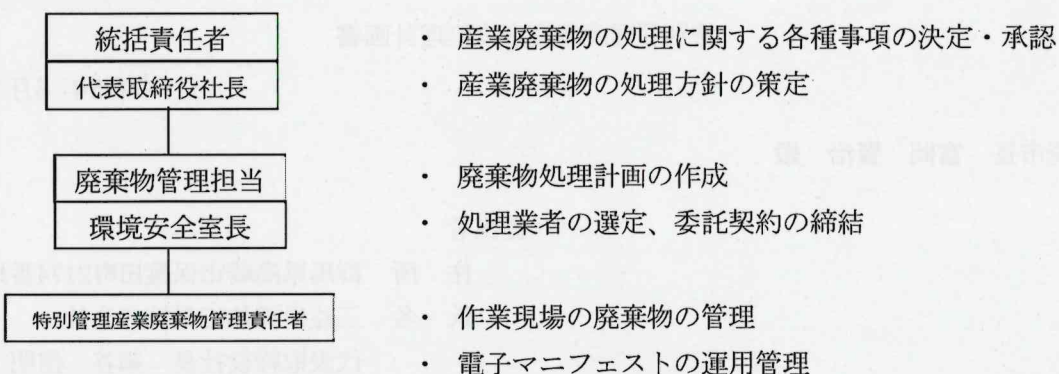 統括責任者
代表取締役社長
・ 産業廃棄物の処理に関する各種事項の決定・承認
・ 産業廃棄物の処理方針の策定
廃棄物管理担当
環境安全室長
・ 廃棄物処理計画の作成
・ 処理業者の選定、委託契約の締結
特別管理産業廃棄物管理責任者
・ 作業現場の廃棄物の管理
・ 電子マニフェストの運用管理